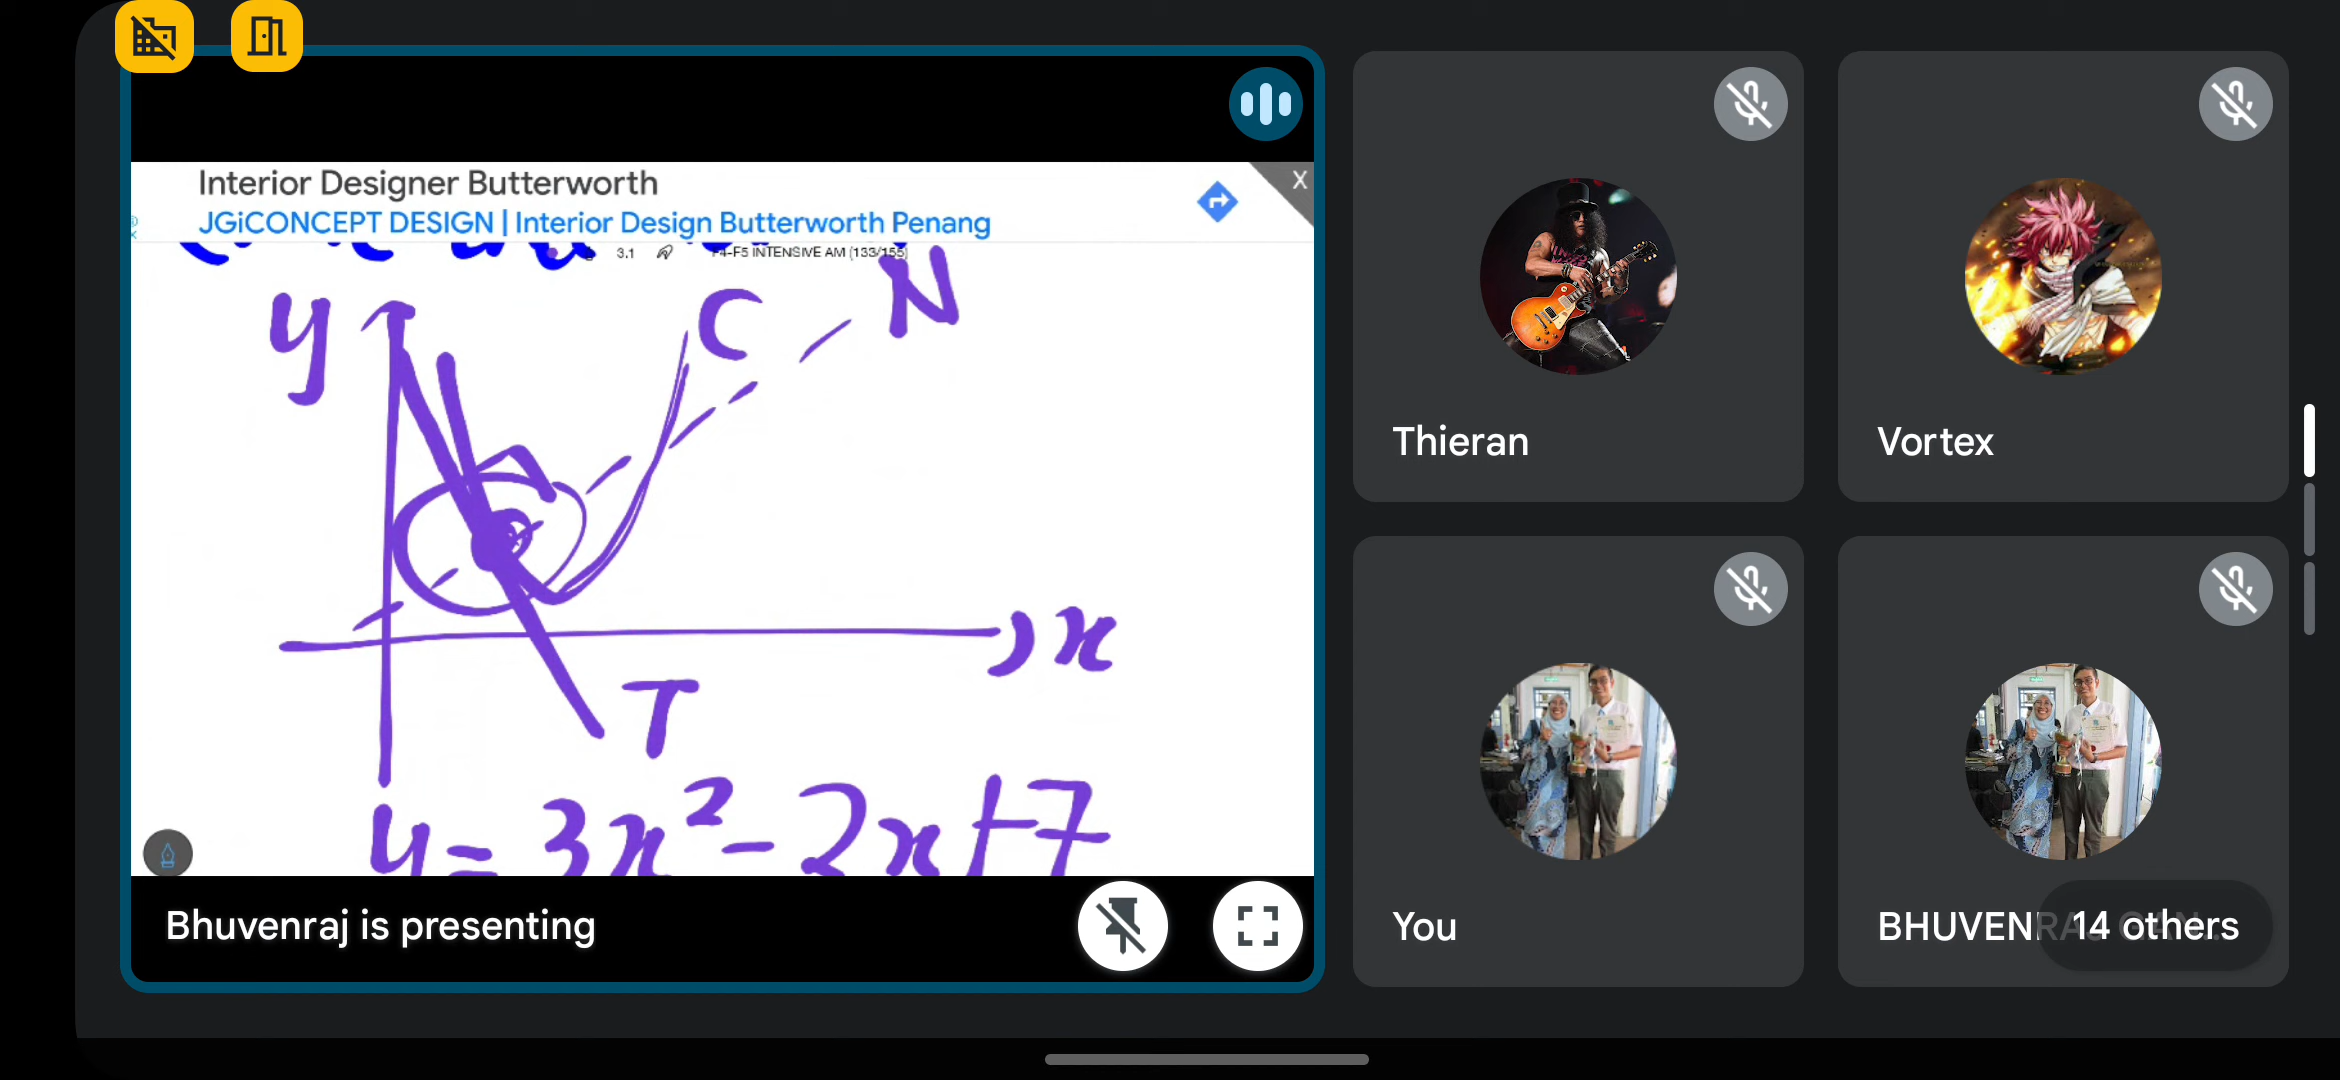 Interior Designer Butterworth
X
JGiCONCEPT DESIGN | Interior Design Butterworth Penang
3.1
F4-F5 INTENSIVE AM (133/155)
y
C
N
x
T
y = 3x² - 2x + 7
Bhuvenraj is presenting
Thieran
Vortex
You
BHUVENRAJ
14 others